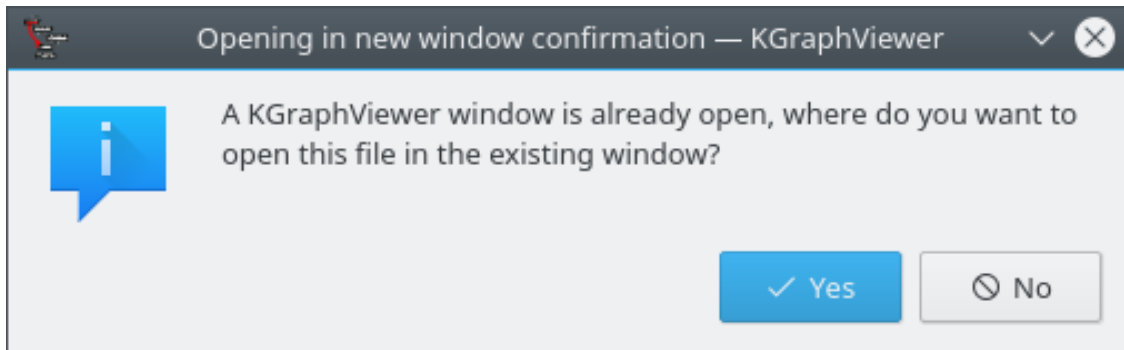 Opening in new window confirmation — KGraphViewer
A KGraphViewer window is already open, where do you want to
open this file in the existing window?
Yes
No